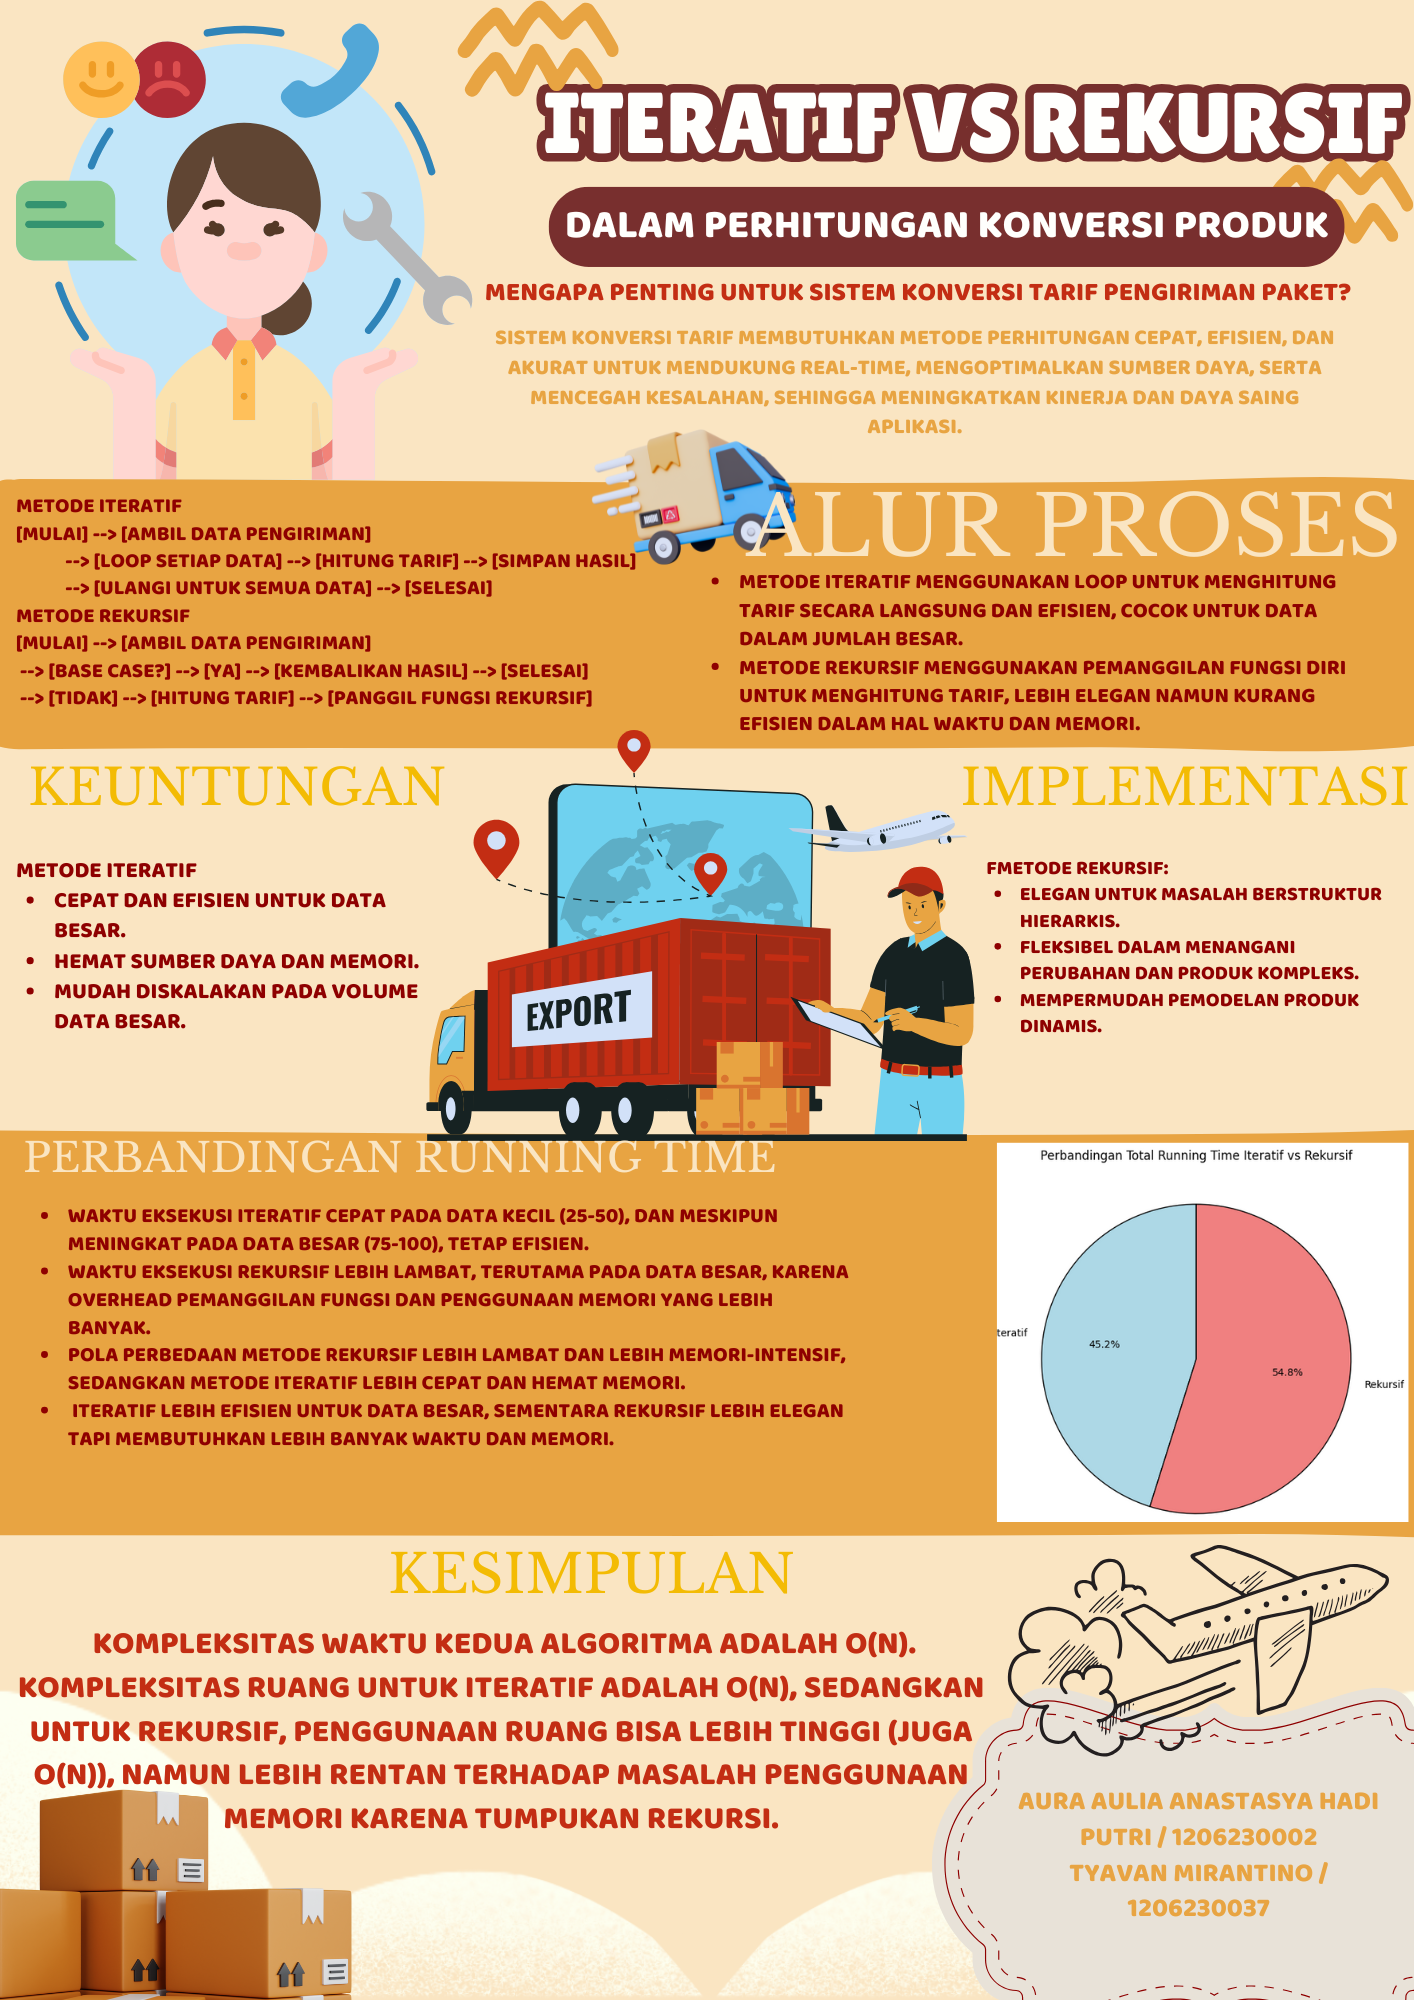 ITERATIF VS REKURSIF
DALAM PERHITUNGAN KONVERSI PRODUK
MENGAPA PENTING UNTUK SISTEM KONVERSI TARIF PENGIRIMAN PAKET?
SISTEM KONVERSI TARIF MEMBUTUHKAN METODE PERHITUNGAN CEPAT, EFISIEN, DAN
AKURAT UNTUK MENDUKUNG REAL-TIME, MENGOPTIMALKAN SUMBER DAYA, SERTA
MENCEGAH KESALAHAN, SEHINGGA MENINGKATKAN KINERJA DAN DAYA SAING
APLIKASI.
METODE ITERATIF
[MULAI] --> [AMBIL DATA PENGIRIMAN]
--> [LOOP SETIAP DATA] --> [HITUNG TARIF] --> [SIMPAN HASIL]
--> [ULANGI UNTUK SEMUA DATA] --> [SELESAI]
METODE REKURSIF
[MULAI] --> [AMBIL DATA PENGIRIMAN]
--> [BASE CASE?] --> [YA] --> [KEMBALIKAN HASIL] --> [SELESAI]
--> [TIDAK] --> [HITUNG TARIF] --> [PANGGIL FUNGSI REKURSIF]
ALUR PROSES
• METODE ITERATIF MENGGUNAKAN LOOP UNTUK MENGHITUNG
TARIF SECARA LANGSUNG DAN EFISIEN, COCOK UNTUK DATA
DALAM JUMLAH BESAR.
• METODE REKURSIF MENGGUNAKAN PEMANGGILAN FUNGSI DIRI
UNTUK MENGHITUNG TARIF, LEBIH ELEGAN NAMUN KURANG
EFISIEN DALAM HAL WAKTU DAN MEMORI.
KEUNTUNGAN
METODE ITERATIF
• CEPAT DAN EFISIEN UNTUK DATA
BESAR.
• HEMAT SUMBER DAYA DAN MEMORI.
• MUDAH DISKALAKAN PADA VOLUME
DATA BESAR.
EXPORT
IMPLEMENTASI
FMETODE REKURSIF:
• ELEGAN UNTUK MASALAH BERSTRUKTUR
HIERARKIS.
• FLEKSIBEL DALAM MENANGANI
PERUBAHAN DAN PRODUK KOMPLEKS.
• MEMPERMUDAH PEMODELAN PRODUK
DINAMIS.
PERBANDINGAN RUNNING TIME
• WAKTU EKSEKUSI ITERATIF CEPAT PADA DATA KECIL (25-50), DAN MESKIPUN
MENINGKAT PADA DATA BESAR (75-100), TETAP EFISIEN.
• WAKTU EKSEKUSI REKURSIF LEBIH LAMBAT, TERUTAMA PADA DATA BESAR, KARENA
OVERHEAD PEMANGGILAN FUNGSI DAN PENGGUNAAN MEMORI YANG LEBIH
BANYAK.
• POLA PERBEDAAN METODE REKURSIF LEBIH LAMBAT DAN LEBIH MEMORI-INTENSIF,
SEDANGKAN METODE ITERATIF LEBIH CEPAT DAN HEMAT MEMORI.
• ITERATIF LEBIH EFISIEN UNTUK DATA BESAR, SEMENTARA REKURSIF LEBIH ELEGAN
TAPI MEMBUTUHKAN LEBIH BANYAK WAKTU DAN MEMORI.
Perbandingan Total Running Time Iteratif vs Rekursif
teratif
45.2%
54.8%
Rekursif
KESIMPULAN
KOMPLEKSITAS WAKTU KEDUA ALGORITMA ADALAH O(N).
KOMPLEKSITAS RUANG UNTUK ITERATIF ADALAH O(N), SEDANGKAN
UNTUK REKURSIF, PENGGUNAAN RUANG BISA LEBIH TINGGI (JUGA
O(N)), NAMUN LEBIH RENTAN TERHADAP MASALAH PENGGUNAAN
MEMORI KARENA TUMPUKAN REKURSI.
AURA AULIA ANASTASYA HADI
PUTRI / 1206230002
TYAVAN MIRANTINO /
1206230037